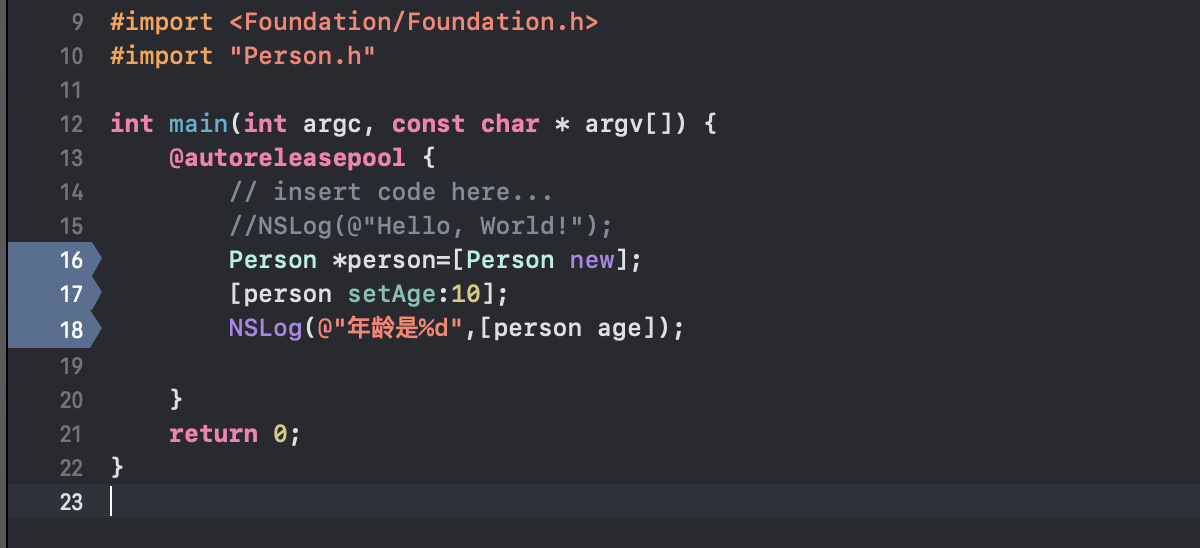 9 #import <Foundation/Foundation.h>
10 #import "Person.h"
11
12 int main(int argc, const char * argv[]) {
13     @autoreleasepool {
14         // insert code here...
15         //NSLog(@"Hello, World!");
16         Person *person=[Person new];
17         [person setAge:10];
18         NSLog(@"年龄是%d",[person age]);
19
20     }
21     return 0;
22 }
23